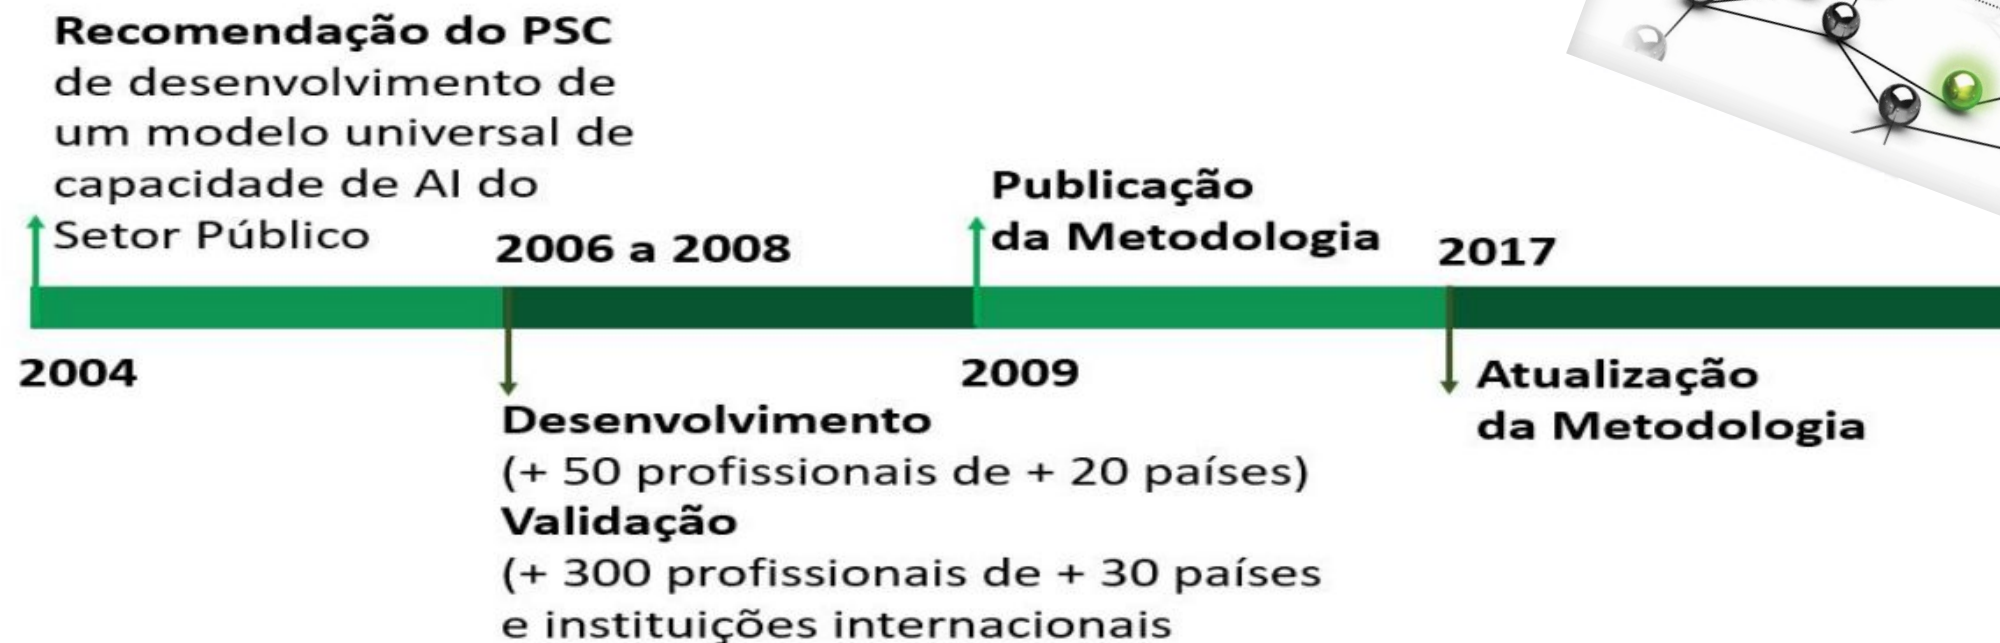 Recomendação do PSC
de desenvolvimento de
um modelo universal de
capacidade de AI do
Setor Público
2004
2006 a 2008
Desenvolvimento
(+ 50 profissionais de + 20 países)
Validação
(+ 300 profissionais de + 30 países
e instituições internacionais
Publicação
da Metodologia
2009
2017
Atualização
da Metodologia